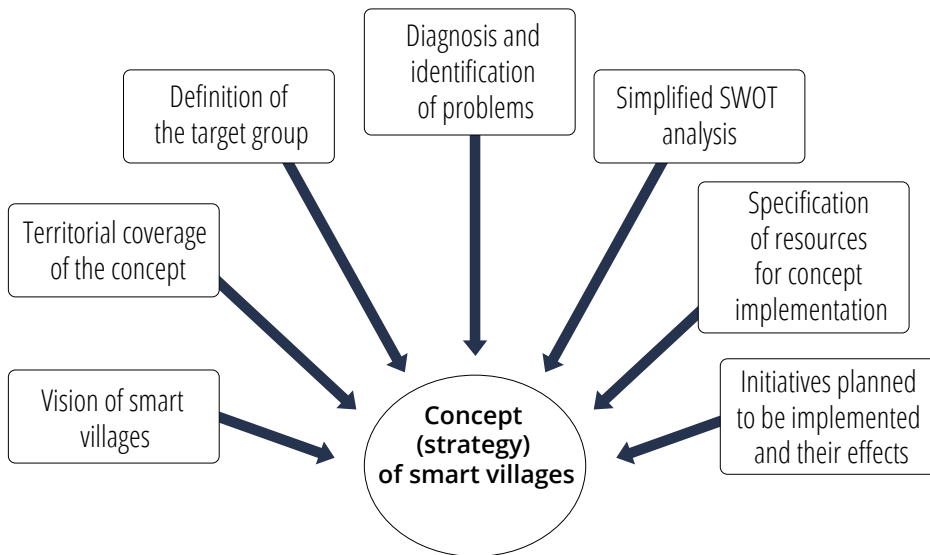 Diagnosis and
identification
of problems
Definition of
the target group
Simplified SWOT
analysis
Territorial coverage
of the concept
Specification
of resources
for concept
implementation
Vision of smart
villages
Initiatives planned
to be implemented
and their effects
Concept
(strategy)
of smart villages